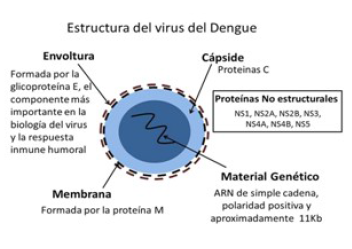 Estructura del virus del Dengue
Envoltura
Formada por la
glicoproteína E, el
componente más
importante en la
biología del virus
y la respuesta
inmune humoral
Cápside
Proteinas C
Proteínas No estructurales
NS1, NS2A, NS2B, NS3,
NS4A, NS4B, NS5
Material Genético
ARN de simple cadena,
polaridad positiva y
aproximadamente 11Kb
Membrana
Formada por la proteína M